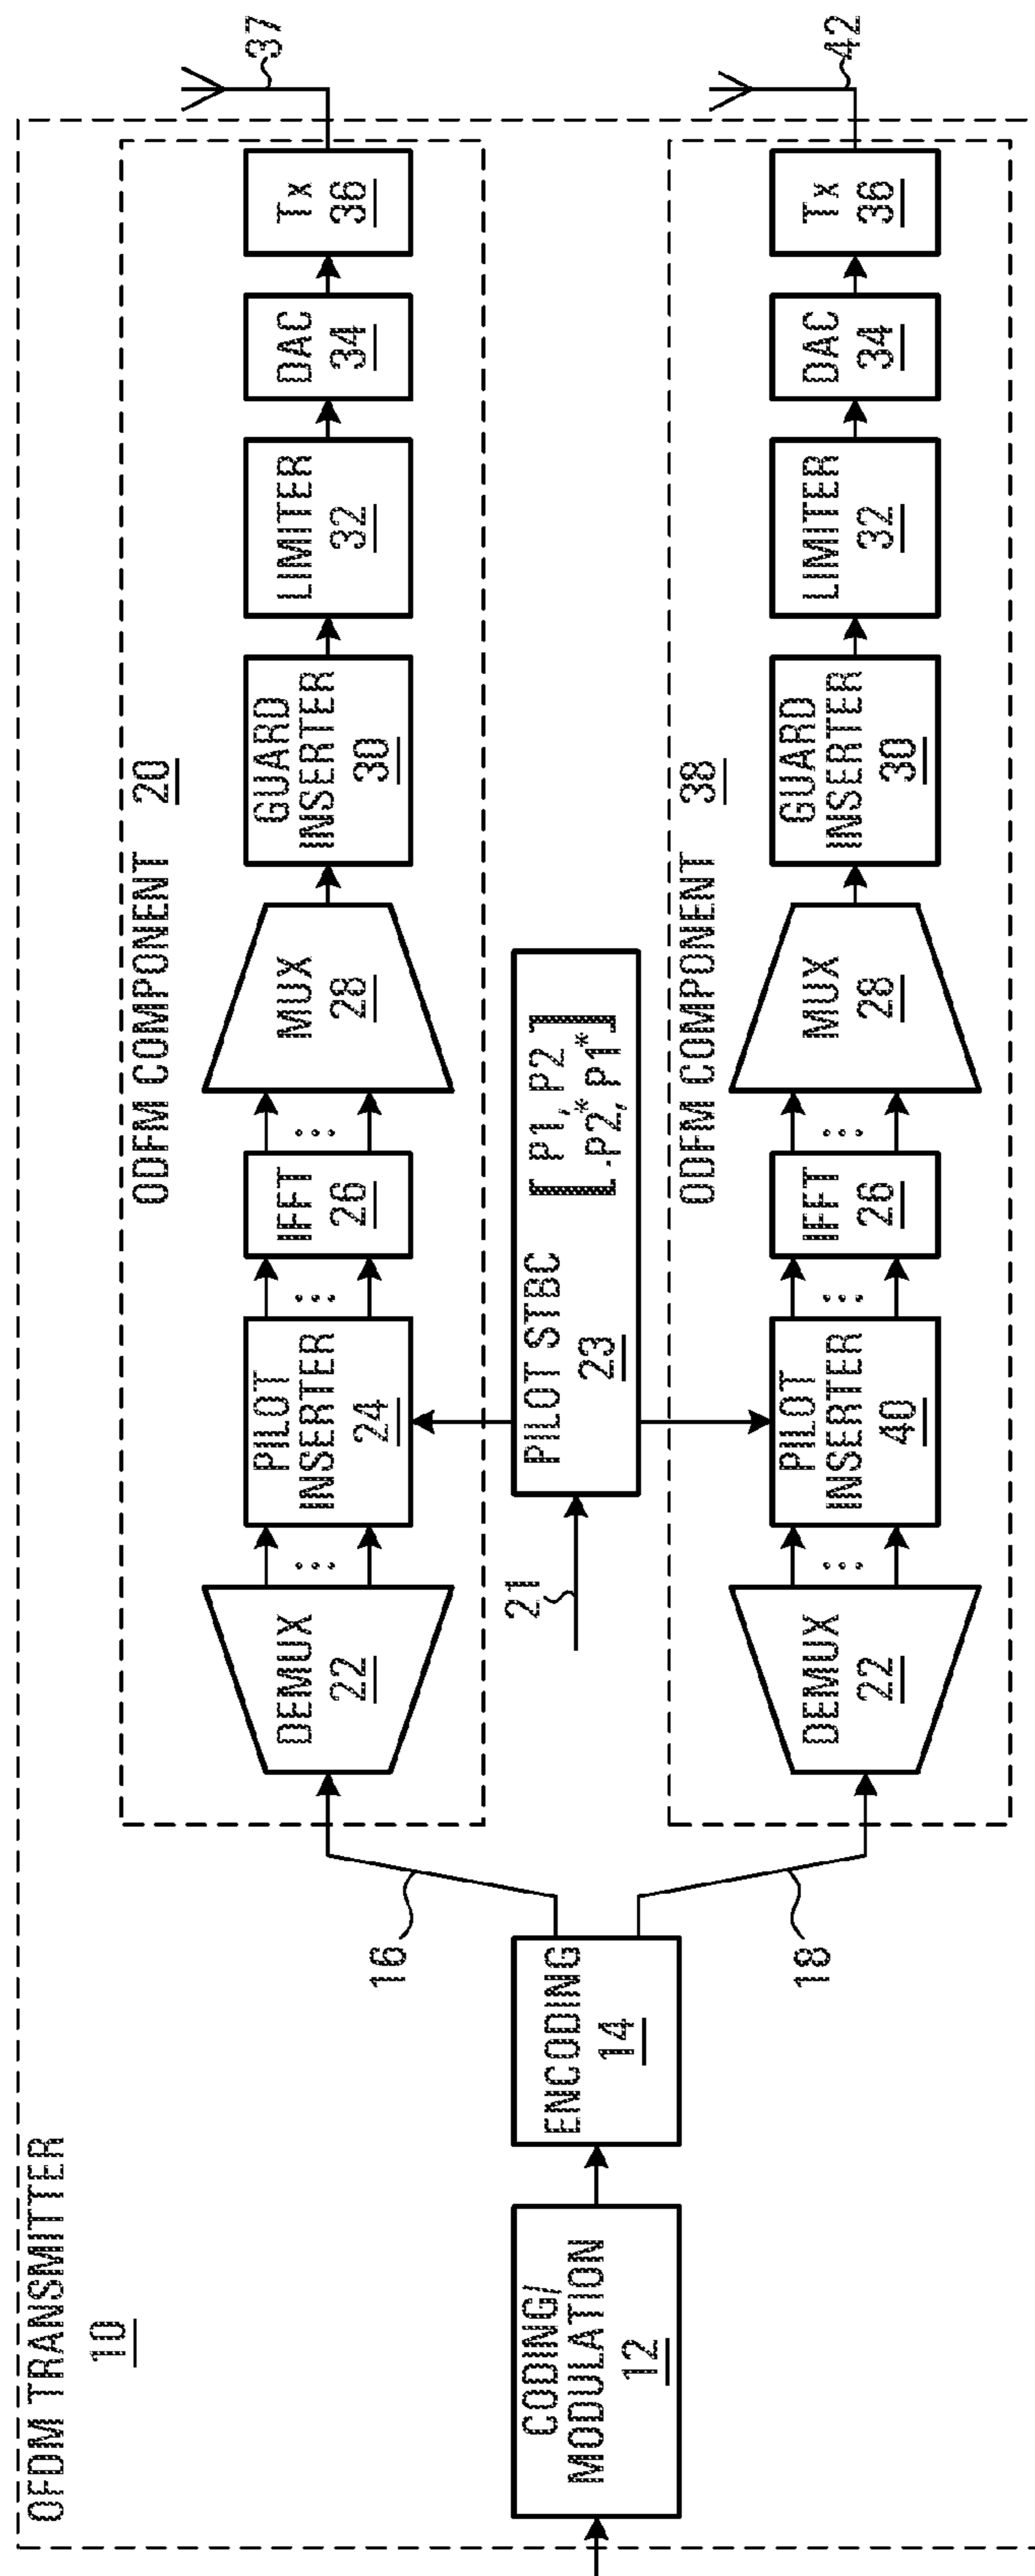 OFDM TRANSMITTER
10
CODING/
MODULATION
12
ENCODING
14
16
18
ODFM COMPONENT 20
DEMUX
22
PILOT
INSERTER
24
IFFT
26
MUX
28
GUARD
INSERTER
30
LIMITER
32
DAC
34
Tx
36
37
21
PILOT STBC
23
[ P1, P2 ]
[.P2*, P1*]
ODFM COMPONENT 38
DEMUX
22
PILOT
INSERTER
40
IFFT
26
MUX
28
GUARD
INSERTER
30
LIMITER
32
DAC
34
Tx
36
42